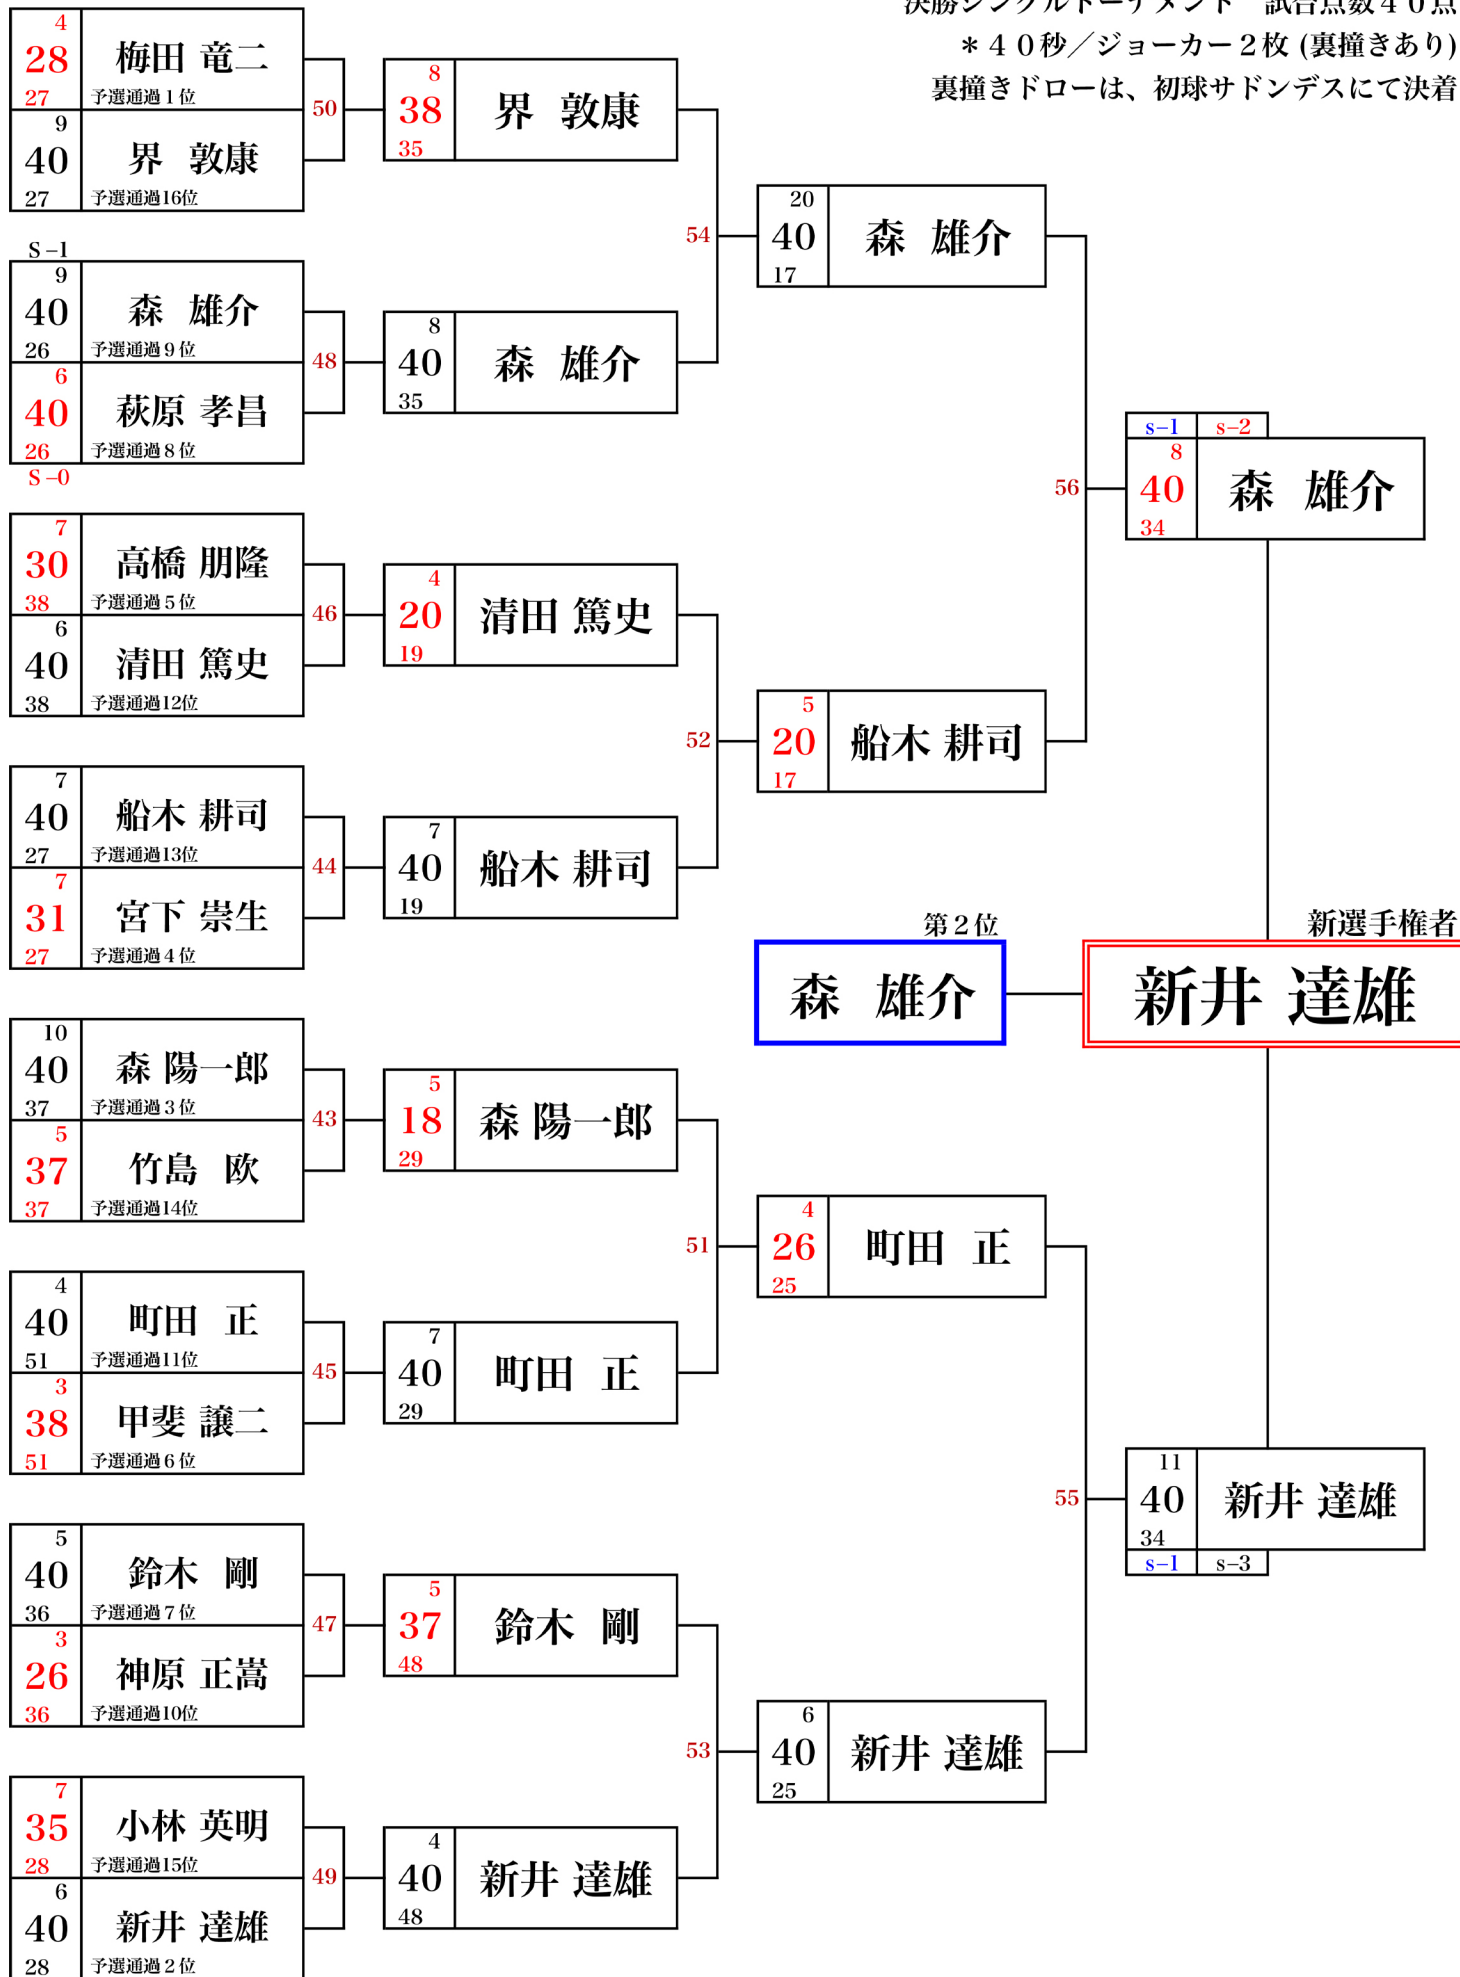 決勝シングルトーナメント　試合点数４０点
＊４０秒／ジョーカー２枚 (裏撞きあり)
裏撞きドローは、初球サドンデスにて決着
4
28 梅田 竜二
27 予選通過１位
50
9
40 界 敦康
27 予選通過16位
8
38 界 敦康
35
S-1
9
40 森 雄介
26 予選通過９位
48
6
40 萩原 孝昌
26 予選通過８位
S-0
8
40 森 雄介
35
54
20
40 森 雄介
17
7
30 高橋 朋隆
38 予選通過５位
46
6
40 清田 篤史
38 予選通過12位
4
20 清田 篤史
19
7
40 船木 耕司
27 予選通過13位
44
7
31 宮下 崇生
27 予選通過４位
7
40 船木 耕司
19
52
5
20 船木 耕司
17
56
s-1 s-2
8
40 森 雄介
34
第２位
森 雄介
新選手権者
新井 達雄
10
40 森 陽一郎
37 予選通過３位
43
5
37 竹島 欧
37 予選通過14位
5
18 森 陽一郎
29
4
40 町田 正
51 予選通過11位
45
3
38 甲斐 譲二
51 予選通過６位
7
40 町田 正
29
51
4
26 町田 正
25
5
40 鈴木 剛
36 予選通過７位
47
3
26 神原 正嵩
36 予選通過10位
5
37 鈴木 剛
48
7
35 小林 英明
28 予選通過15位
49
6
40 新井 達雄
28 予選通過２位
4
40 新井 達雄
48
53
6
40 新井 達雄
25
55
11
40 新井 達雄
34
s-1 s-3